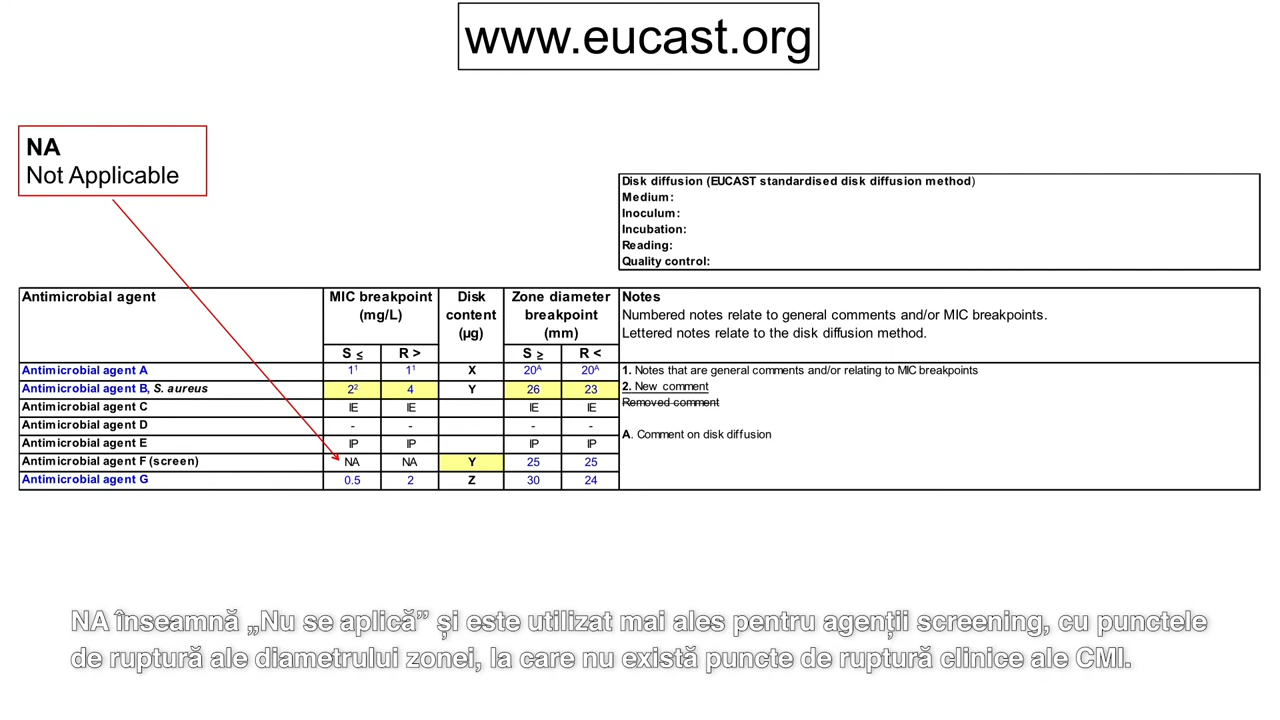 www.eucast.org
NA
Not Applicable
Disk diffusion (EUCAST standardised disk diffusion method)
Medium:
Inoculum:
Incubation:
Reading:
Quality control:
Antimicrobial agent MIC breakpoint Disk Zone diameter Notes
(mg/L) content breakpoint Numbered notes relate to general comments and/or MIC breakpoints.
(µg) (mm) Lettered notes relate to the disk diffusion method.
S ≤ R > S ≥ R <
Antimicrobial agent A 1¹ 1¹ X 20ᴬ 20ᴬ 1. Notes that are general comments and/or relating to MIC breakpoints
Antimicrobial agent B, S. aureus 2² 4 Y 26 23 2. New comment
Antimicrobial agent C IE IE IE IE Removed comment
Antimicrobial agent D - - - -
A. Comment on disk diffusion
Antimicrobial agent E IP IP IP IP
Antimicrobial agent F (screen) NA NA Y 25 25
Antimicrobial agent G 0.5 2 Z 30 24
NA înseamnă „Nu se aplică” și este utilizat mai ales pentru agenții screening, cu punctele
de ruptură ale diametrului zonei, la care nu există puncte de ruptură clinice ale CMI.